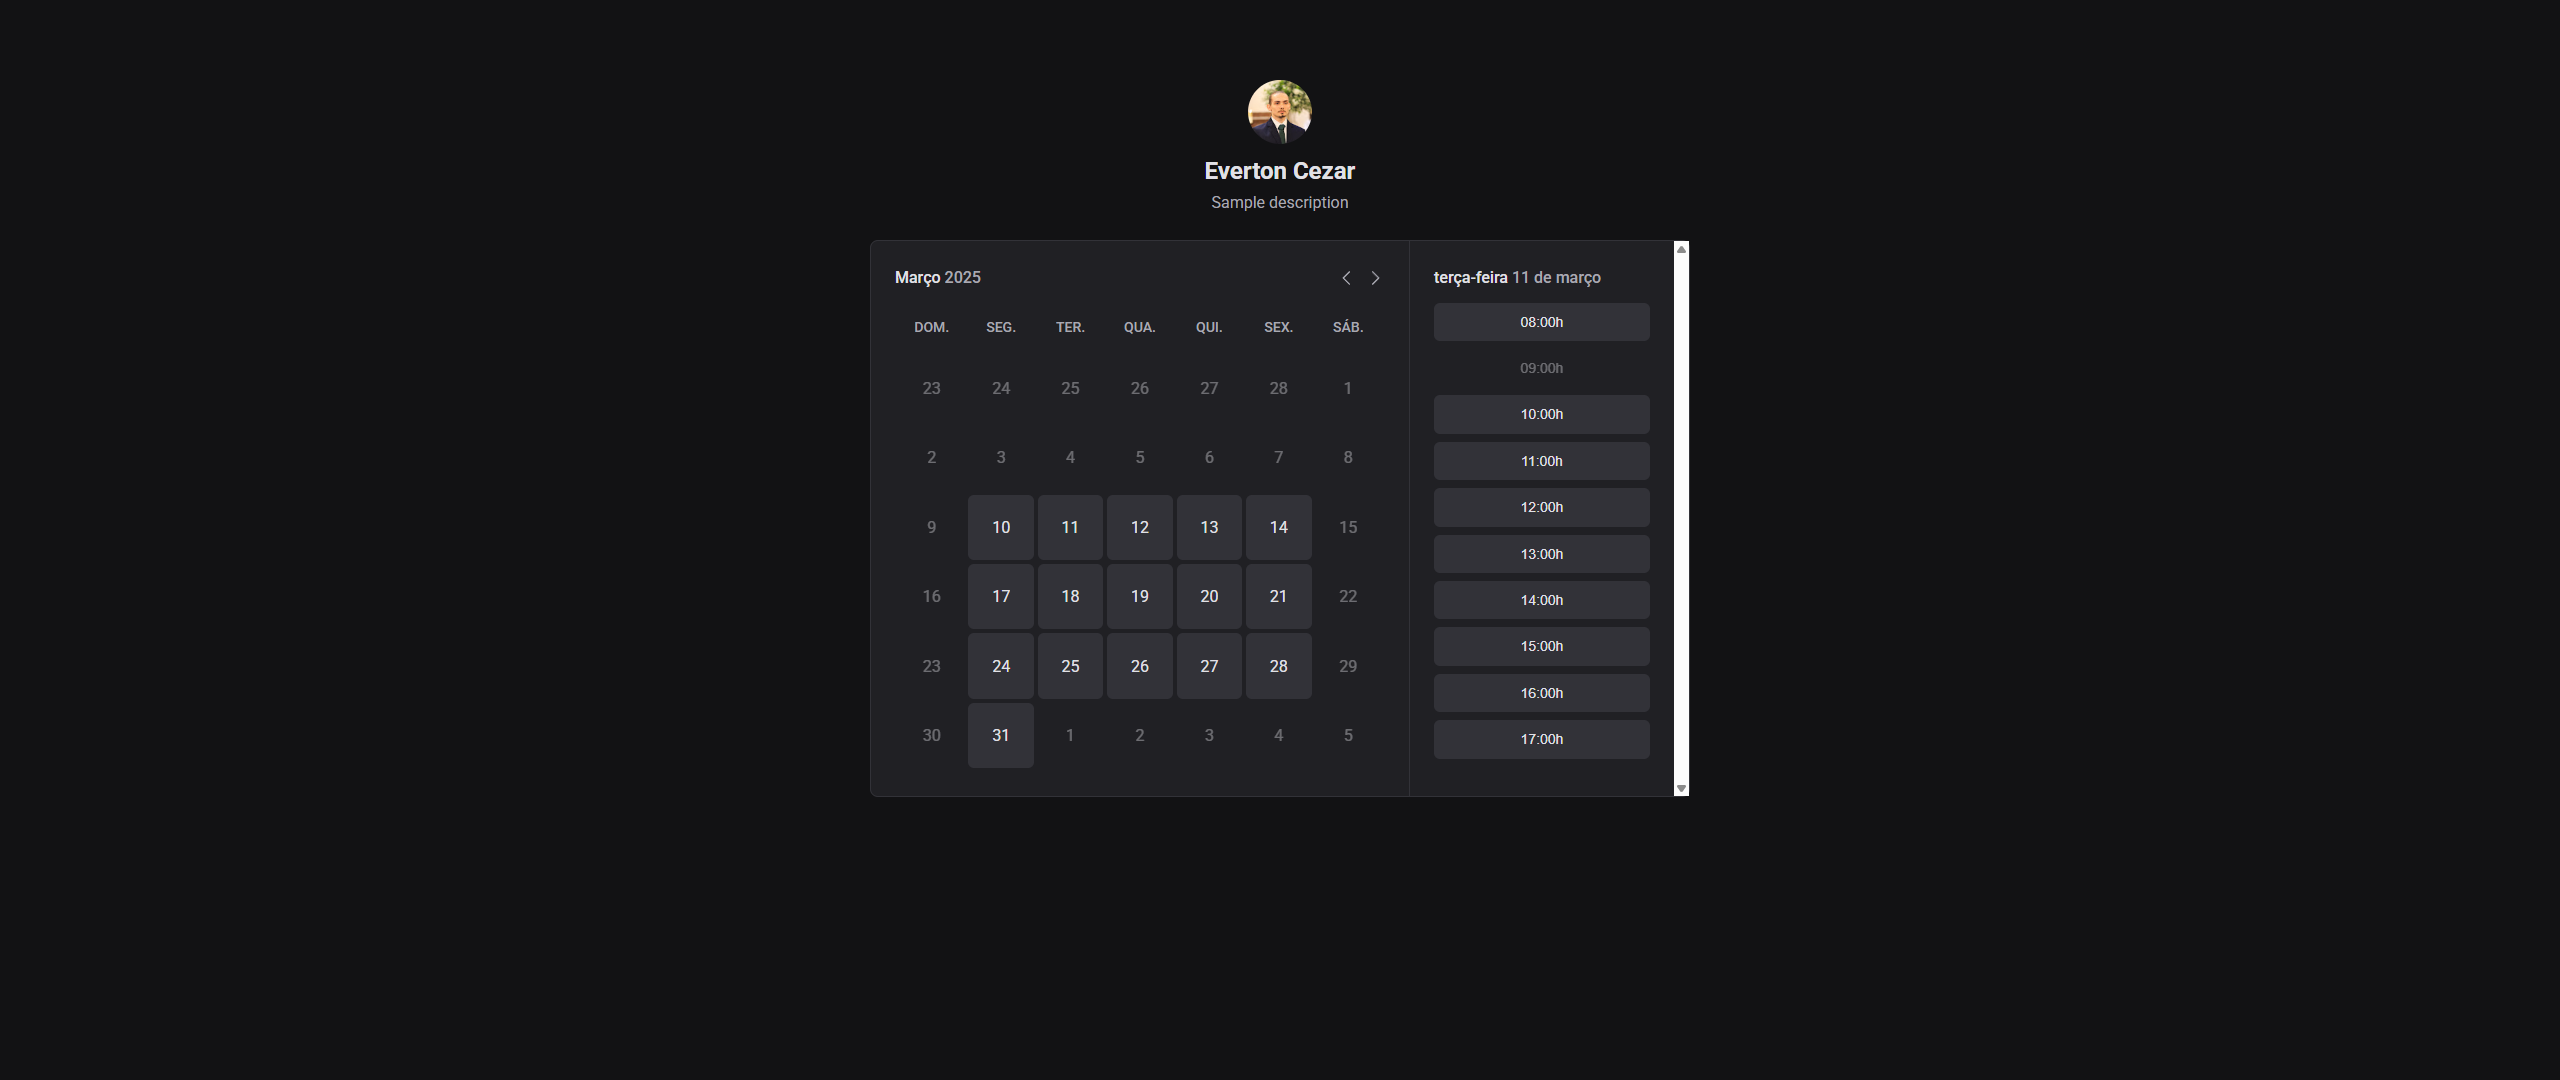 Everton Cezar
Sample description
Março 2025
DOM. SEG. TER. QUA. QUI. SEX. SÁB.
23 24 25 26 27 28 1
2 3 4 5 6 7 8
9 10 11 12 13 14 15
16 17 18 19 20 21 22
23 24 25 26 27 28 29
30 31 1 2 3 4 5
terça-feira 11 de março
08:00h
09:00h
10:00h
11:00h
12:00h
13:00h
14:00h
15:00h
16:00h
17:00h